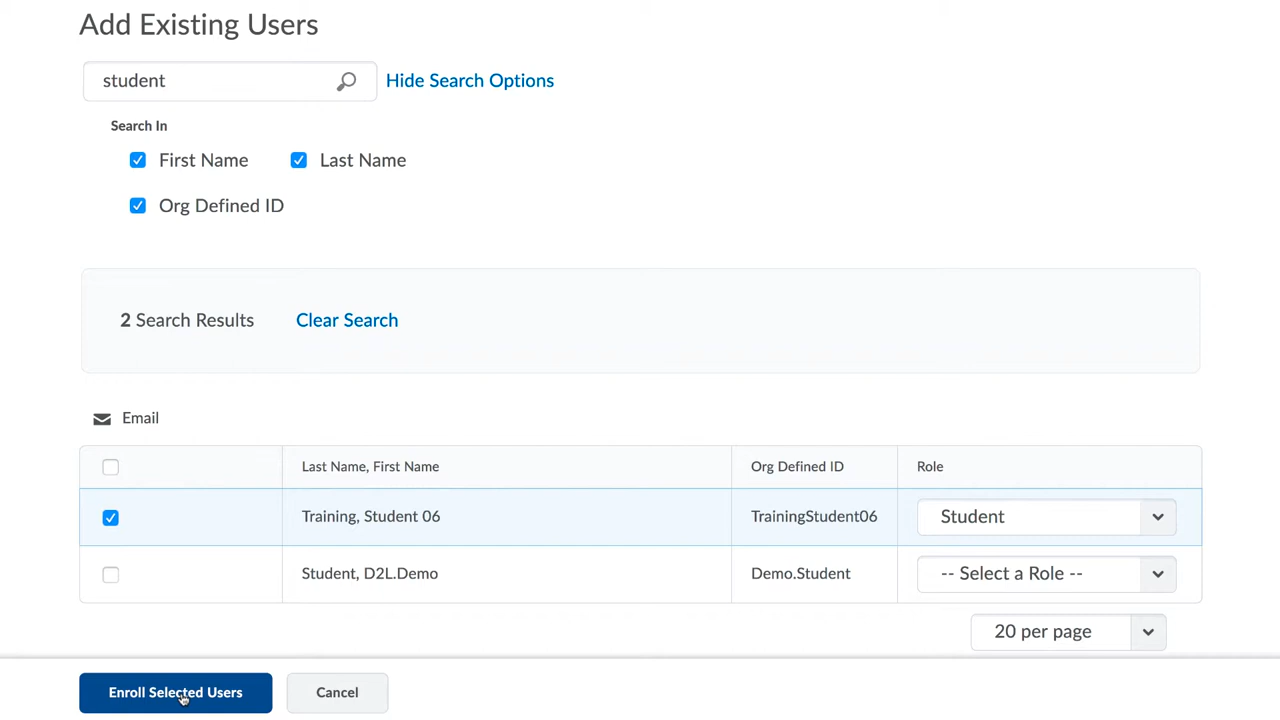 Add Existing Users
student
Hide Search Options
Search In
First Name
Last Name
Org Defined ID
2 Search Results
Clear Search
Email
Last Name, First Name
Org Defined ID
Role
Training, Student 06
TrainingStudent06
Student
Student, D2L.Demo
Demo.Student
-- Select a Role --
20 per page
Enroll Selected Users
Cancel